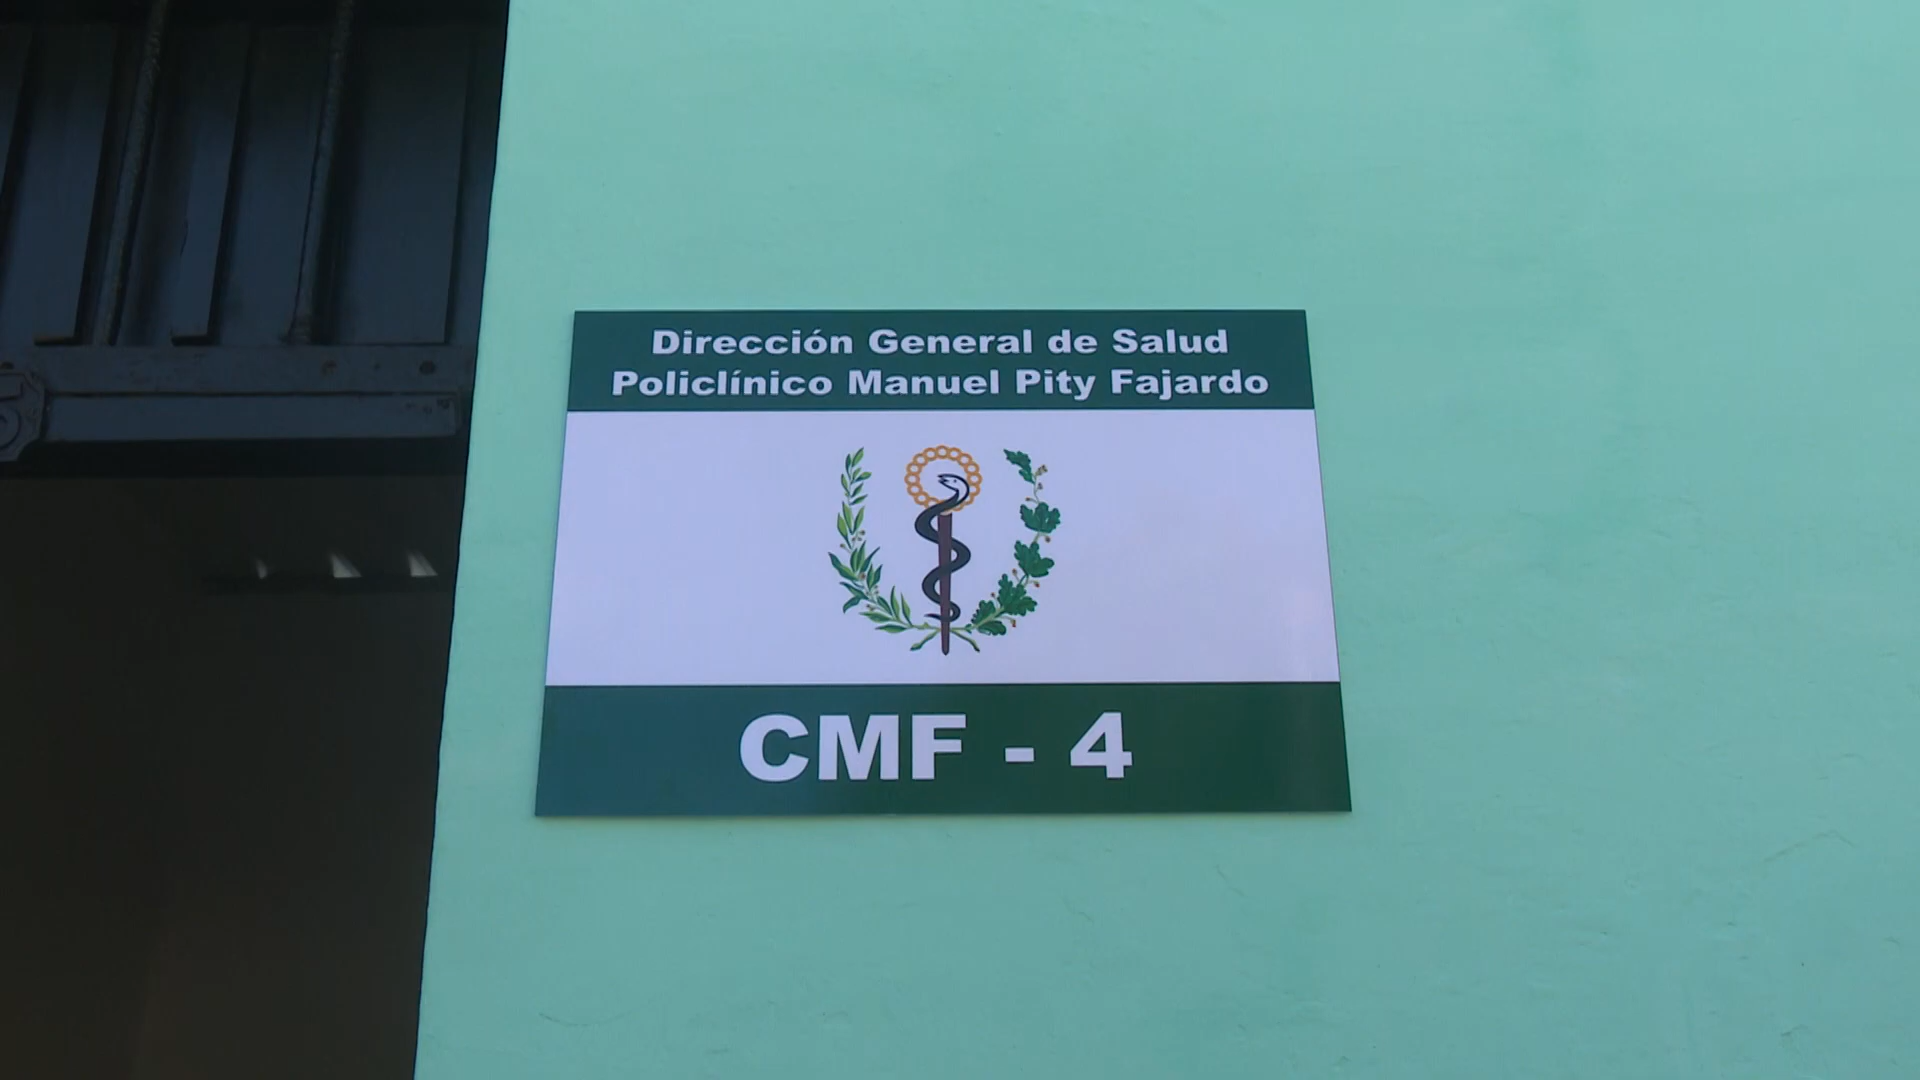 Dirección General de Salud
Policlínico Manuel Pity Fajardo
CMF - 4